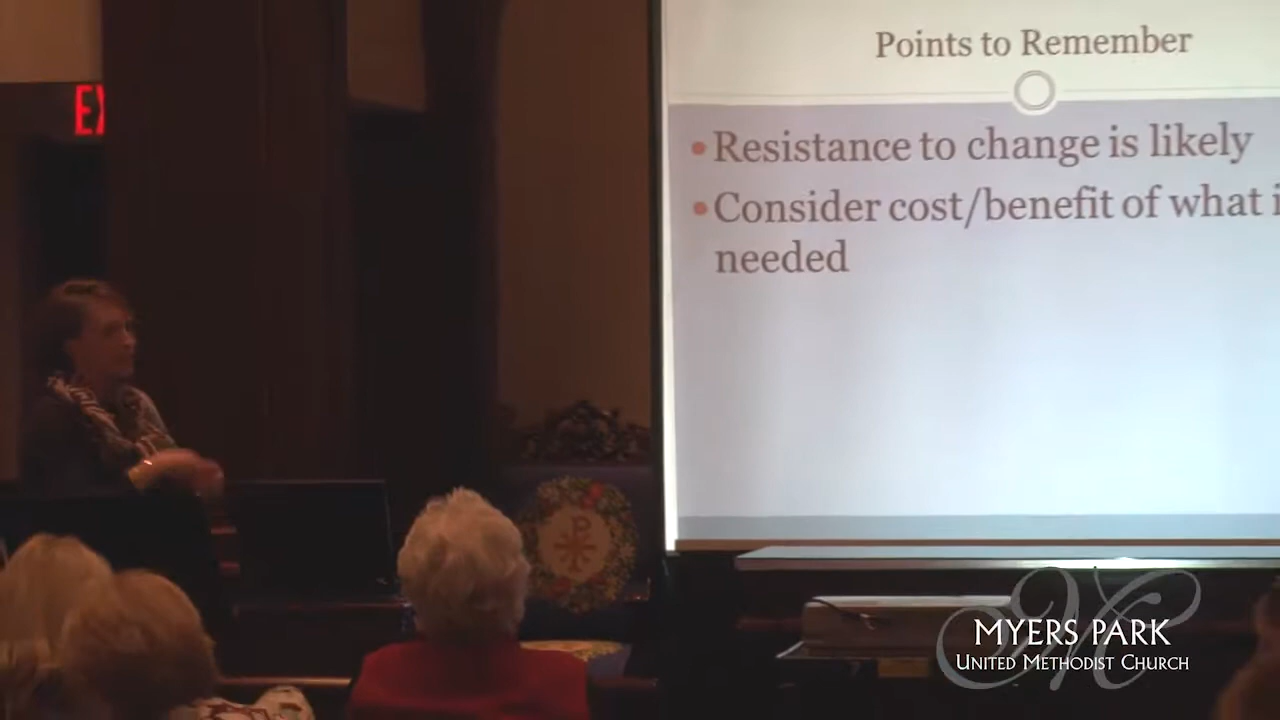 EX
Points to Remember
• Resistance to change is likely
• Consider cost/benefit of what i
needed
MYERS PARK
UNITED METHODIST CHURCH